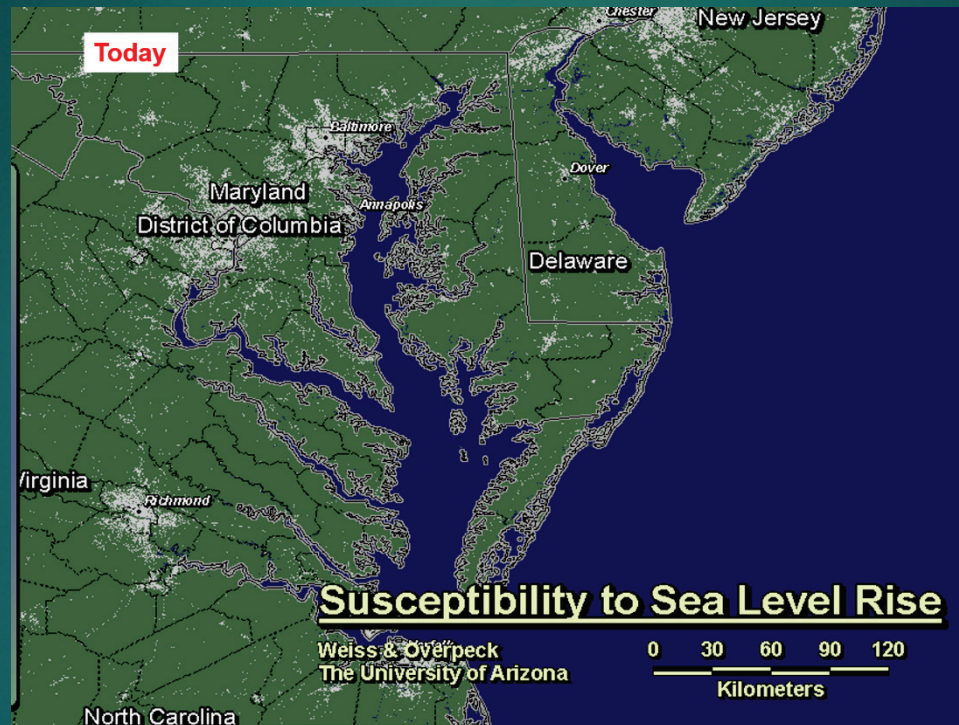 Chester
New Jersey
Today
Baltimore
Dover
Maryland
Annapolis
District of Columbia
Delaware
Virginia
Richmond
Susceptibility to Sea Level Rise
Weiss & Overpeck
The University of Arizona
0 30 60 90 120
Kilometers
North Carolina